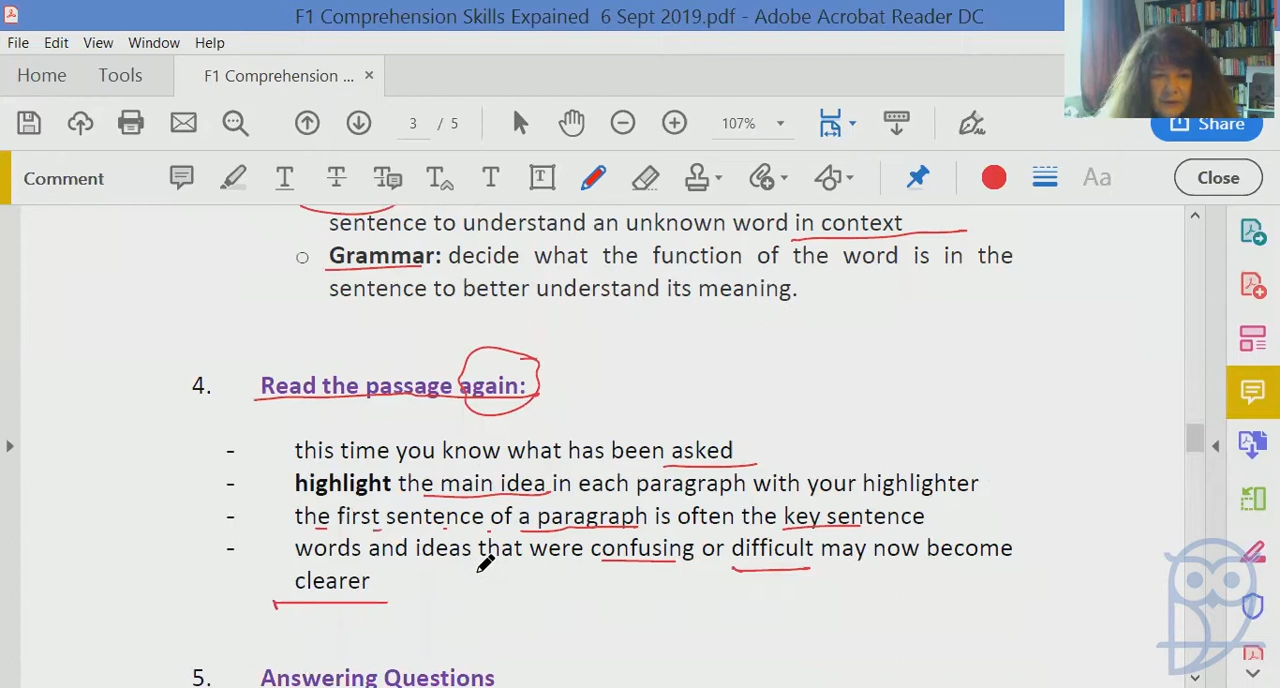 F1 Comprehension Skills Expained 6 Sept 2019.pdf - Adobe Acrobat Reader DC
File Edit View Window Help
Home Tools F1 Comprehension ... ×
3 / 5 107% Share
Comment T T T T T T Aa Close
sentence to understand an unknown word in context
Grammar: decide what the function of the word is in the
sentence to better understand its meaning.
4. Read the passage again:
- this time you know what has been asked
- highlight the main idea in each paragraph with your highlighter
- the first sentence of a paragraph is often the key sentence
- words and ideas that were confusing or difficult may now become
clearer
5. Answering Questions